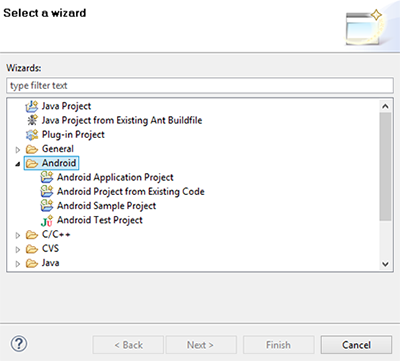 Select a wizard
Wizards:
type filter text
Java Project
Java Project from Existing Ant Buildfile
Plug-in Project
General
Android
Android Application Project
Android Project from Existing Code
Android Sample Project
Android Test Project
C/C++
CVS
Java
?
< Back Next > Finish Cancel